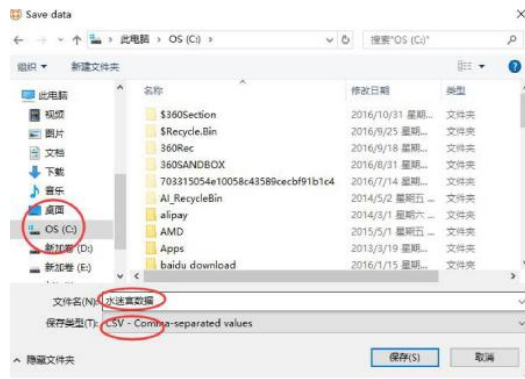 Save data
此电脑 › OS (C:) ›
搜索"OS (C:)"
组织
新建文件夹
名称 修改日期 类型
此电脑
视频
图片
文档
下载
音乐
桌面
OS (C:)
新加卷 (D:)
新加卷 (E:)
$360Section 2016/10/31 星期... 文件夹
$Recycle.Bin 2016/9/25 星期... 文件夹
360Rec 2016/9/18 星期... 文件夹
360SANDBOX 2016/8/31 星期... 文件夹
703315054e10058c43589cecbf91b1c4 2016/7/14 星期... 文件夹
AI_RecycleBin 2014/5/2 星期五 ... 文件夹
alipay 2014/3/1 星期六 ... 文件夹
AMD 2015/5/1 星期五 ... 文件夹
Apps 2013/3/19 星期... 文件夹
baidu download 2016/1/15 星期... 文件夹
文件名(N): 水迷宫数据
保存类型(T): CSV - Comma-separated values
隐藏文件夹
保存(S)
取消